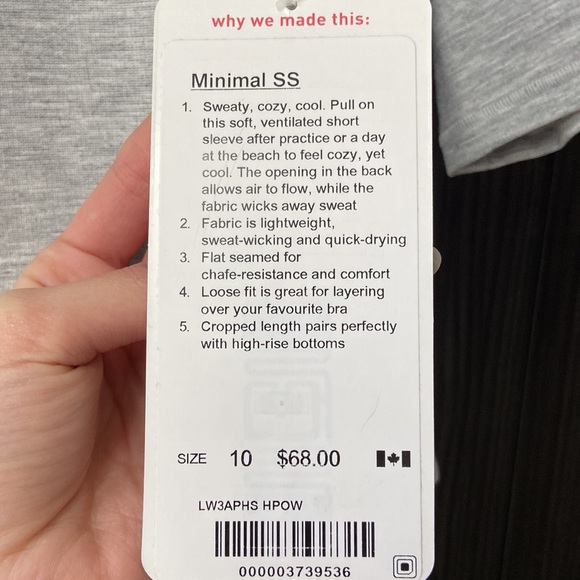 why we made this:
Minimal SS
1. Sweaty, cozy, cool. Pull on
this soft, ventilated short
sleeve after practice or a day
at the beach to feel cozy, yet
cool. The opening in the back
allows air to flow, while the
fabric wicks away sweat
2. Fabric is lightweight,
sweat-wicking and quick-drying
3. Flat seamed for
chafe-resistance and comfort
4. Loose fit is great for layering
over your favourite bra
5. Cropped length pairs perfectly
with high-rise bottoms
SIZE 10 $68.00
LW3APHS HPOW
000003739536